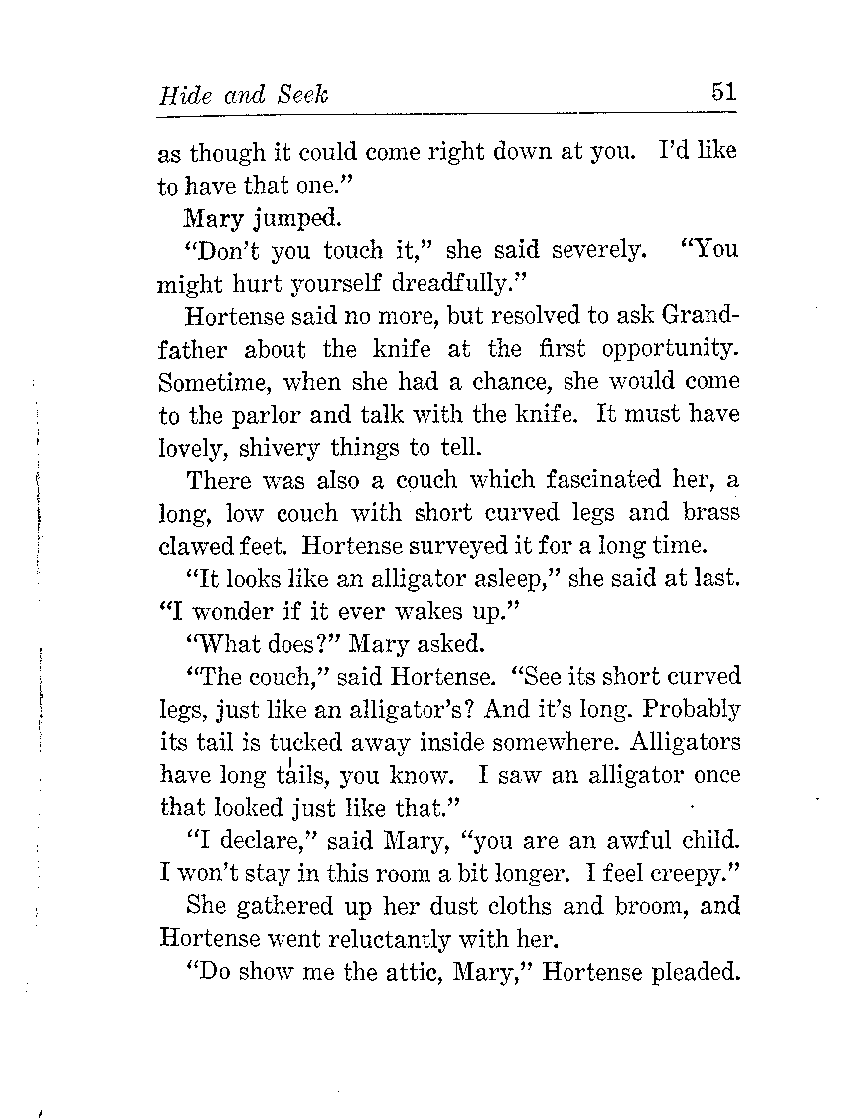 Hide and Seek 51
as though it could come right down at you. I'd like
to have that one."
Mary jumped.
"Don't you touch it," she said severely. "You
might hurt yourself dreadfully."
Hortense said no more, but resolved to ask Grand-
father about the knife at the first opportunity.
Sometime, when she had a chance, she would come
to the parlor and talk with the knife. It must have
lovely, shivery things to tell.
There was also a couch which fascinated her, a
long, low couch with short curved legs and brass
clawed feet. Hortense surveyed it for a long time.
"It looks like an alligator asleep," she said at last.
"I wonder if it ever wakes up."
"What does?" Mary asked.
"The couch," said Hortense. "See its short curved
legs, just like an alligator's? And it's long. Probably
its tail is tucked away inside somewhere. Alligators
have long tails, you know. I saw an alligator once
that looked just like that."
"I declare," said Mary, "you are an awful child.
I won't stay in this room a bit longer. I feel creepy."
She gathered up her dust cloths and broom, and
Hortense went reluctantly with her.
"Do show me the attic, Mary," Hortense pleaded.